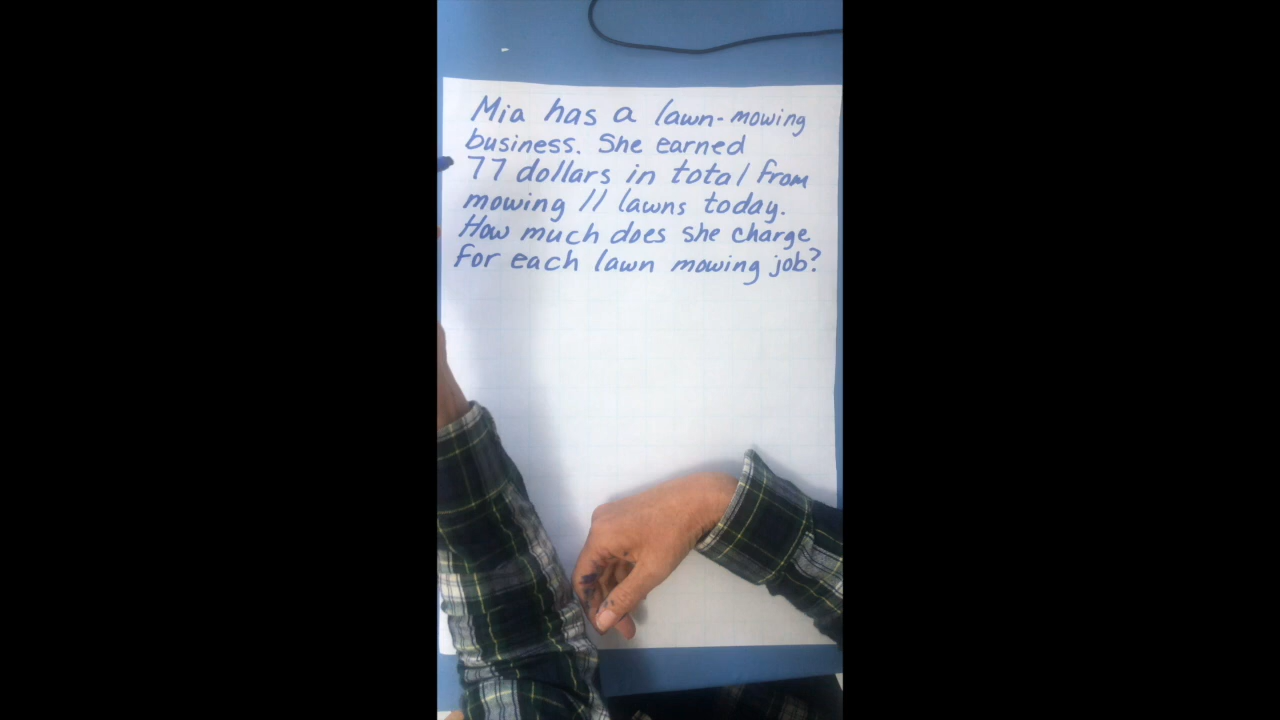 Mia has a lawn-mowing
business. She earned
77 dollars in total from
mowing 11 lawns today.
How much does she charge
for each lawn mowing job?